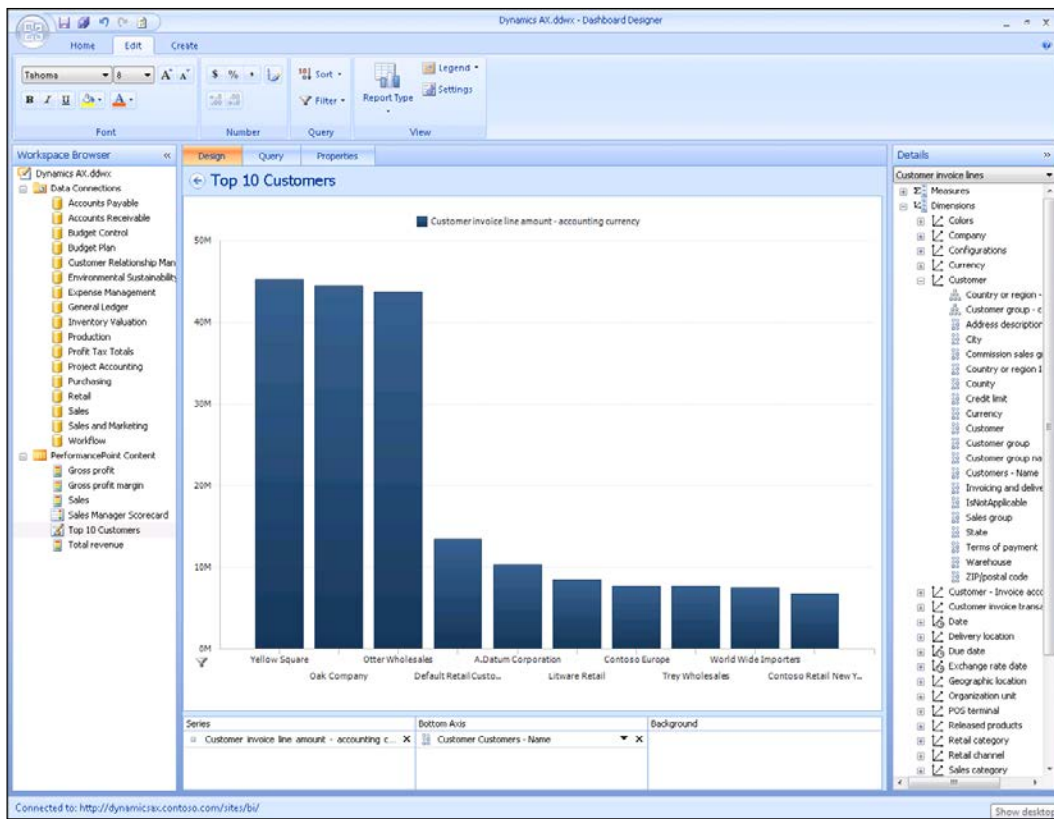 Dynamics AX.ddwx - Dashboard Designer
Home Edit Create
Tahoma 8 A A
B I U A
Font
$ % ,
Number
Sort
Filter
Query
Report Type
Legend
Settings
View
Workspace Browser «
Dynamics AX.ddwx
Data Connections
Accounts Payable
Accounts Receivable
Budget Control
Budget Plan
Customer Relationship Man
Environmental Sustainability
Expense Management
General Ledger
Inventory Valuation
Production
Profit Tax Totals
Project Accounting
Purchasing
Retail
Sales
Sales and Marketing
Workflow
PerformancePoint Content
Gross profit
Gross profit margin
Sales
Sales Manager Scorecard
Top 10 Customers
Total revenue
Design Query Properties
Top 10 Customers
Customer invoice line amount - accounting currency
50M
40M
30M
20M
10M
0M
Yellow Square
Oak Company
Otter Wholesales
Default Retail Custo...
A.Datum Corporation
Litware Retail
Contoso Europe
Trey Wholesales
World Wide Importers
Contoso Retail New Y...
Series
Customer invoice line amount - accounting c... X
Bottom Axis
Customer Customers - Name X
Background
Details »
Customer invoice lines
Σ Measures
Dimensions
Colors
Company
Configurations
Currency
Customer
Country or region -
Customer group - c
Address description
City
Commission sales g
Country or region I
County
Credit limit
Currency
Customer
Customer group
Customer group na
Customers - Name
Invoicing and delive
IsNotApplicable
Sales group
State
Terms of payment
Warehouse
ZIP/postal code
Customer - Invoice acco
Customer invoice transa
Date
Delivery location
Due date
Exchange rate date
Geographic location
Organization unit
POS terminal
Released products
Retail category
Retail channel
Sales category
Connected to: http://dynamicsax.contoso.com/sites/bi/
Show desktop